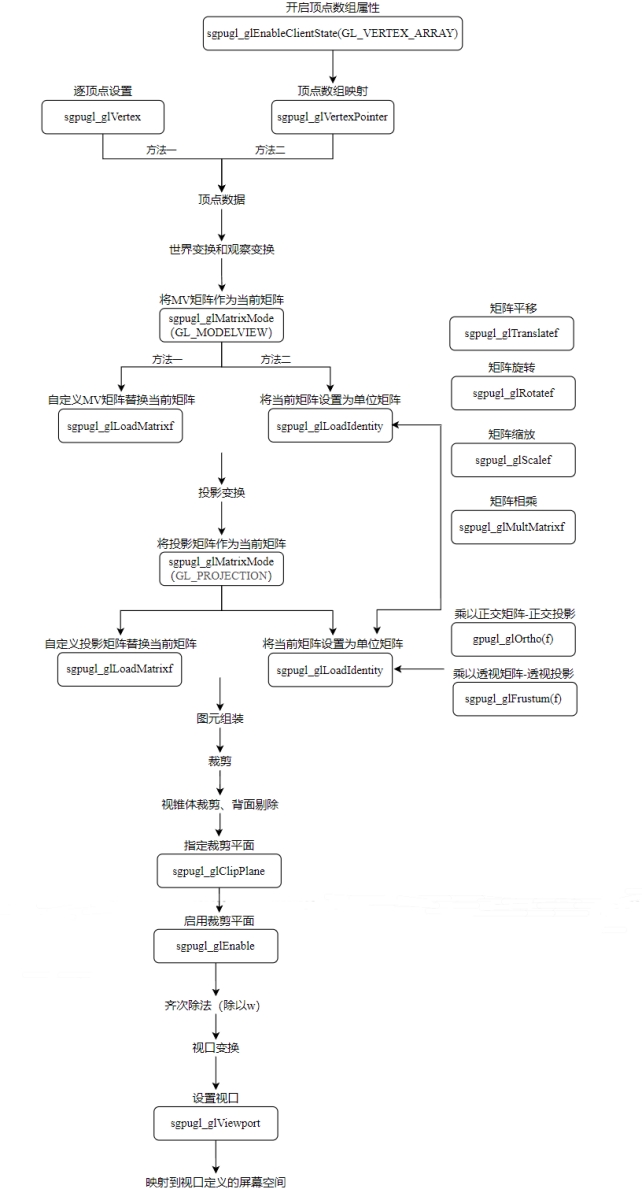 开启顶点数组属性
sgpugl_glEnableClientState(GL_VERTEX_ARRAY)
逐顶点设置
顶点数组映射
sgpugl_glVertex
sgpugl_glVertexPointer
方法一
方法二
顶点数据
世界变换和观察变换
将MV矩阵作为当前矩阵
sgpugl_glMatrixMode
（GL_MODELVIEW）
矩阵平移
sgpugl_glTranslatef
方法一
方法二
矩阵旋转
sgpugl_glRotatef
自定义MV矩阵替换当前矩阵
将当前矩阵设置为单位矩阵
sgpugl_glLoadMatrixf
sgpugl_glLoadIdentity
矩阵缩放
sgpugl_glScalef
投影变换
矩阵相乘
sgpugl_glMultMatrixf
将投影矩阵作为当前矩阵
sgpugl_glMatrixMode
（GL_PROJECTION）
乘以正交矩阵-正交投影
gpugl_glOrtho(f)
自定义投影矩阵替换当前矩阵
将当前矩阵设置为单位矩阵
sgpugl_glLoadMatrixf
sgpugl_glLoadIdentity
乘以透视矩阵-透视投影
sgpugl_glFrustum(f)
图元组装
裁剪
视锥体裁剪、背面剔除
指定裁剪平面
sgpugl_glClipPlane
启用裁剪平面
sgpugl_glEnable
齐次除法（除以w）
视口变换
设置视口
sgpugl_glViewport
映射到视口定义的屏幕空间